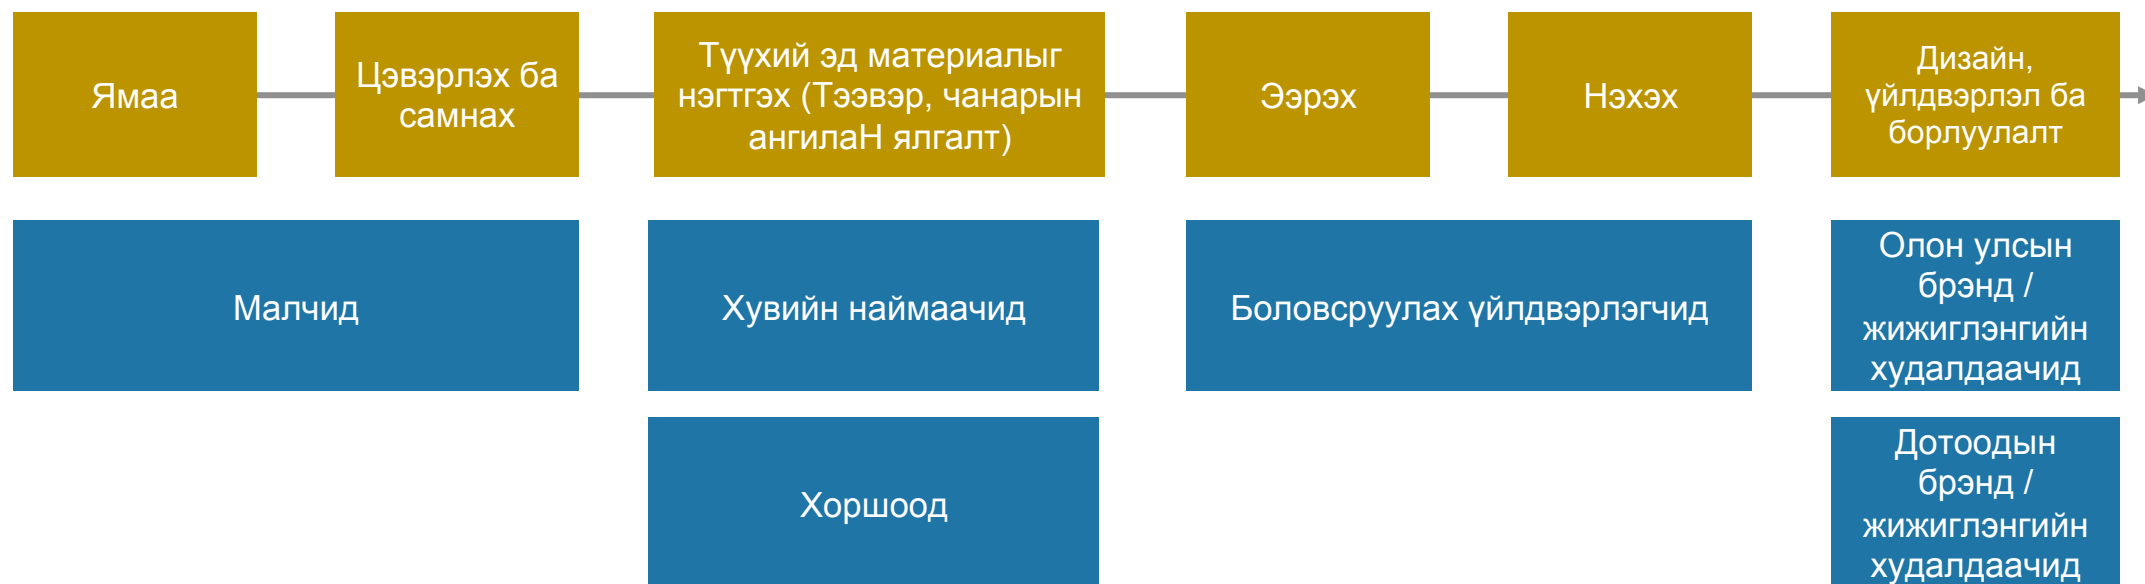 Ямаа
Цэвэрлэх ба
самнах
Түүхий эд материалыг
нэгтгэх (Тээвэр, чанарын
ангилаН ялгалт)
Ээрэх
Нэхэх
Дизайн,
үйлдвэрлэл ба
борлуулалт
Малчид
Хувийн наймаачид
Боловсруулах үйлдвэрлэгчид
Олон улсын
брэнд /
жижиглэнгийн
худалдаачид
Хоршоод
Дотоодын
брэнд /
жижиглэнгийн
худалдаачид